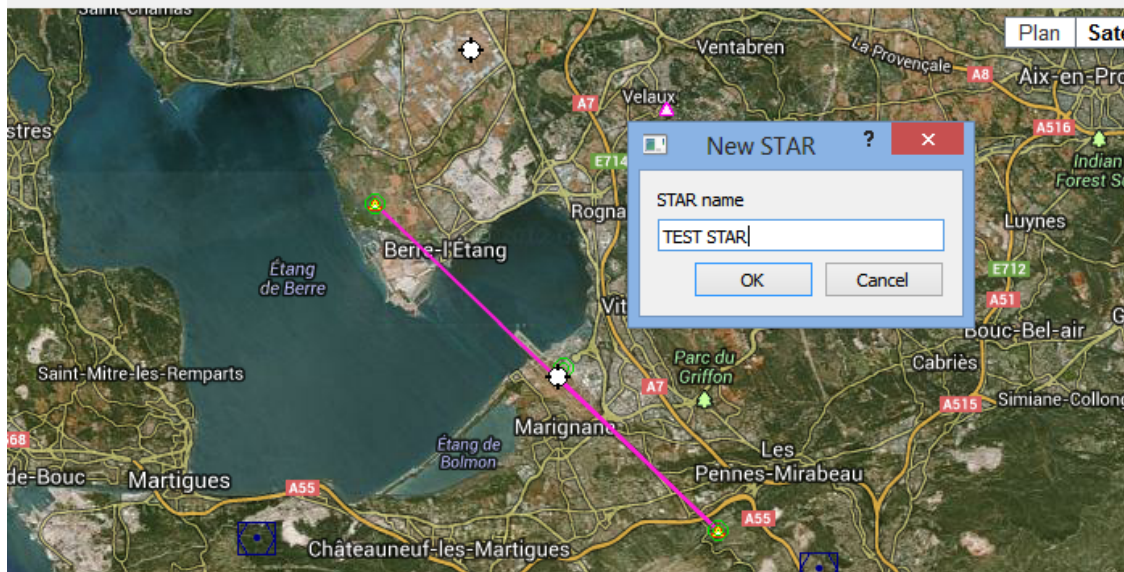 Saint-Chamas
Plan
Sate
Ventabren
La Provençale
A8
Aix-en-Pro
A7
Velaux
A516
stres
New STAR
?
E714
Indian
Forest S
STAR name
Rogna
TEST STAR
Luynes
Berre-l'Étang
Étang
de Berre
OK
Cancel
E712
A51
Vit
G
Bouc-Bel-air
Parc du
Griffon
Cabriès
Saint-Mitre-les-Remparts
A7
A515
Simiane-Collong
Marignane
568
Étang de
Bolmon
Les
Pennes-Mirabeau
de-Bouc
Martigues
A55
A55
Châteauneuf-les-Martigues